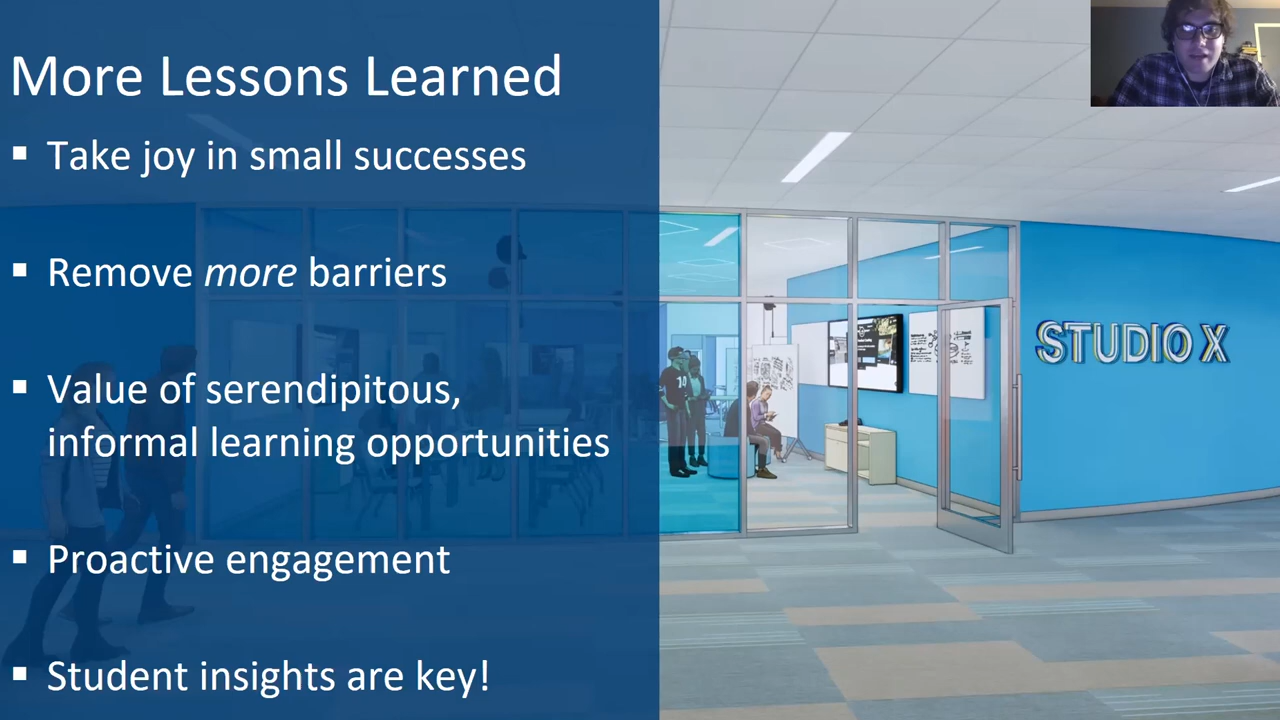 More Lessons Learned
▪ Take joy in small successes
▪ Remove more barriers
▪ Value of serendipitous,
informal learning opportunities
▪ Proactive engagement
▪ Student insights are key!
STUDIO X
10